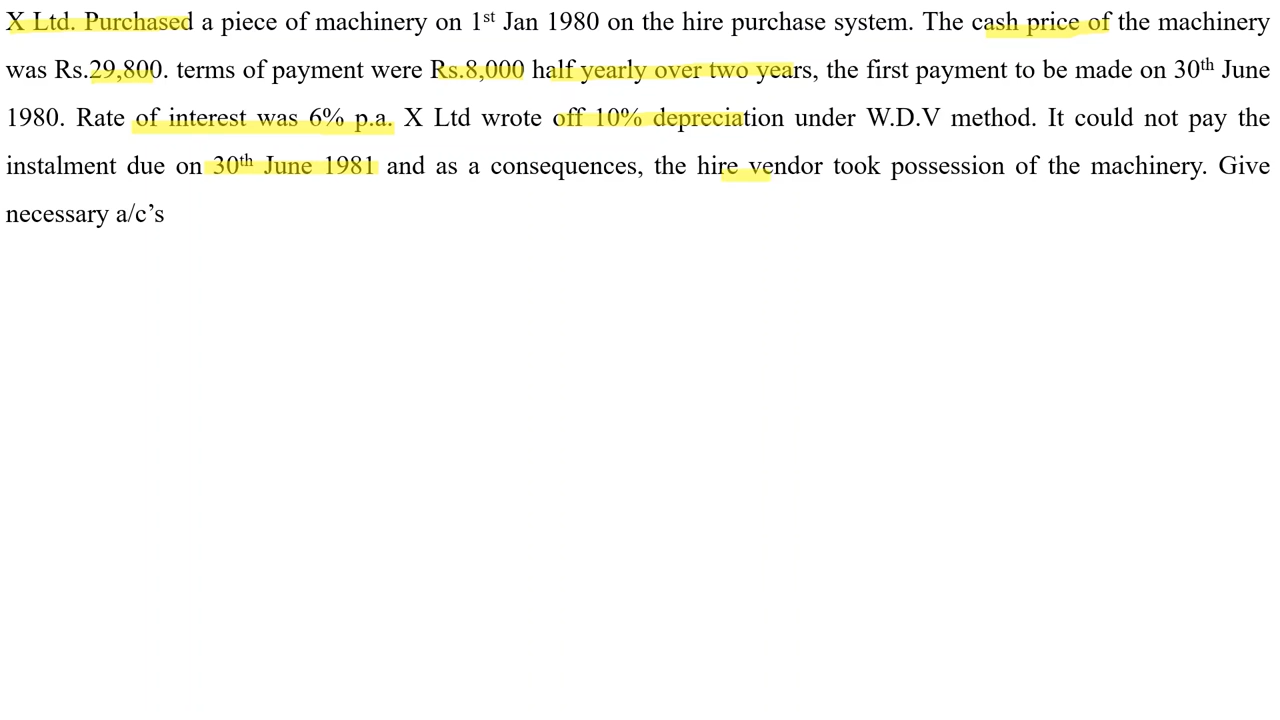 X Ltd. Purchased a piece of machinery on 1st Jan 1980 on the hire purchase system. The cash price of the machinery
was Rs.29,800. terms of payment were Rs.8,000 half yearly over two years, the first payment to be made on 30th June
1980. Rate of interest was 6% p.a. X Ltd wrote off 10% depreciation under W.D.V method. It could not pay the
instalment due on 30th June 1981 and as a consequences, the hire vendor took possession of the machinery. Give
necessary a/c’s